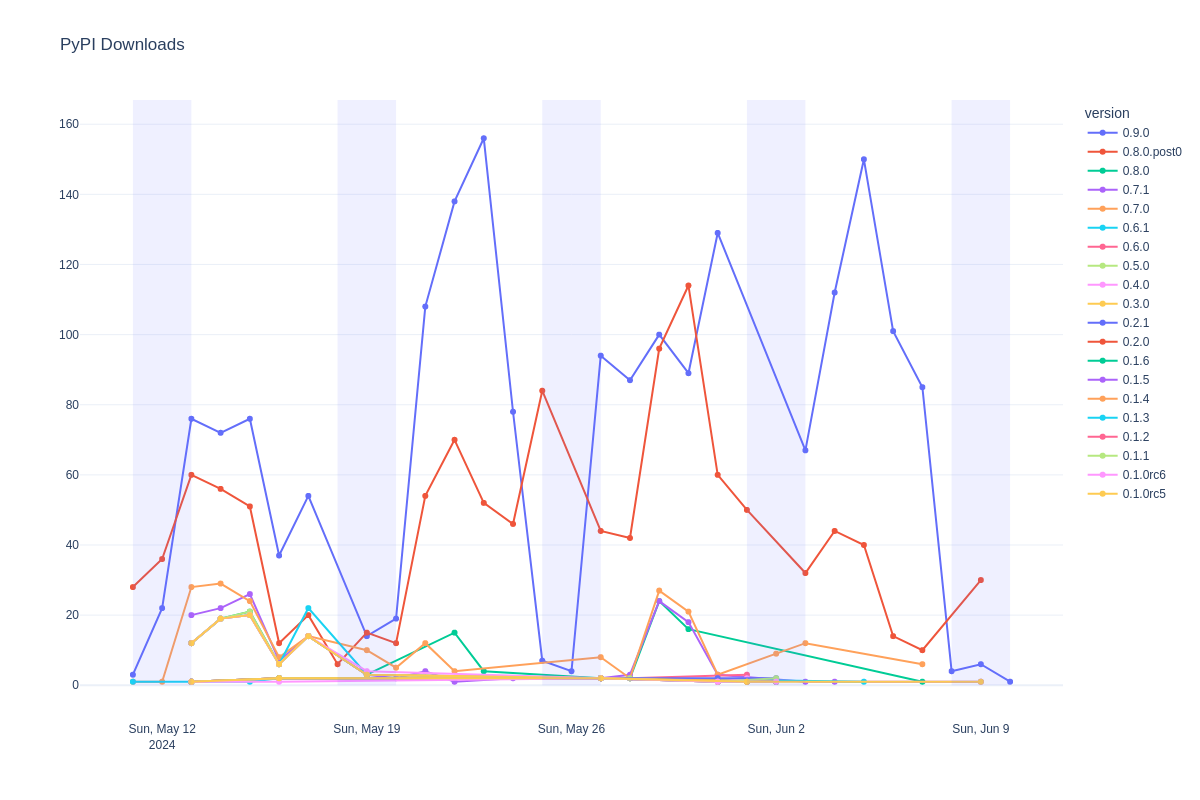 PyPI Downloads
160
140
120
100
80
60
40
20
0
Sun, May 12
2024
Sun, May 19
Sun, May 26
Sun, Jun 2
Sun, Jun 9
version
0.9.0
0.8.0.post0
0.8.0
0.7.1
0.7.0
0.6.1
0.6.0
0.5.0
0.4.0
0.3.0
0.2.1
0.2.0
0.1.6
0.1.5
0.1.4
0.1.3
0.1.2
0.1.1
0.1.0rc6
0.1.0rc5